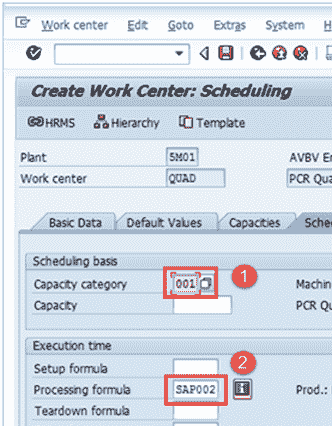 Work center Edit Goto Extras System H
Create Work Center: Scheduling
HRMS Hierarchy Template
Plant 5M01 AVBV En
Work center QUAD PCR Qua
Basic Data Default Values Capacities Sche
Scheduling basis
Capacity category 001 1 Machin
Capacity PCR Q
Execution time
2
Setup formula
Processing formula SAP002 Prod.:
Teardown formula